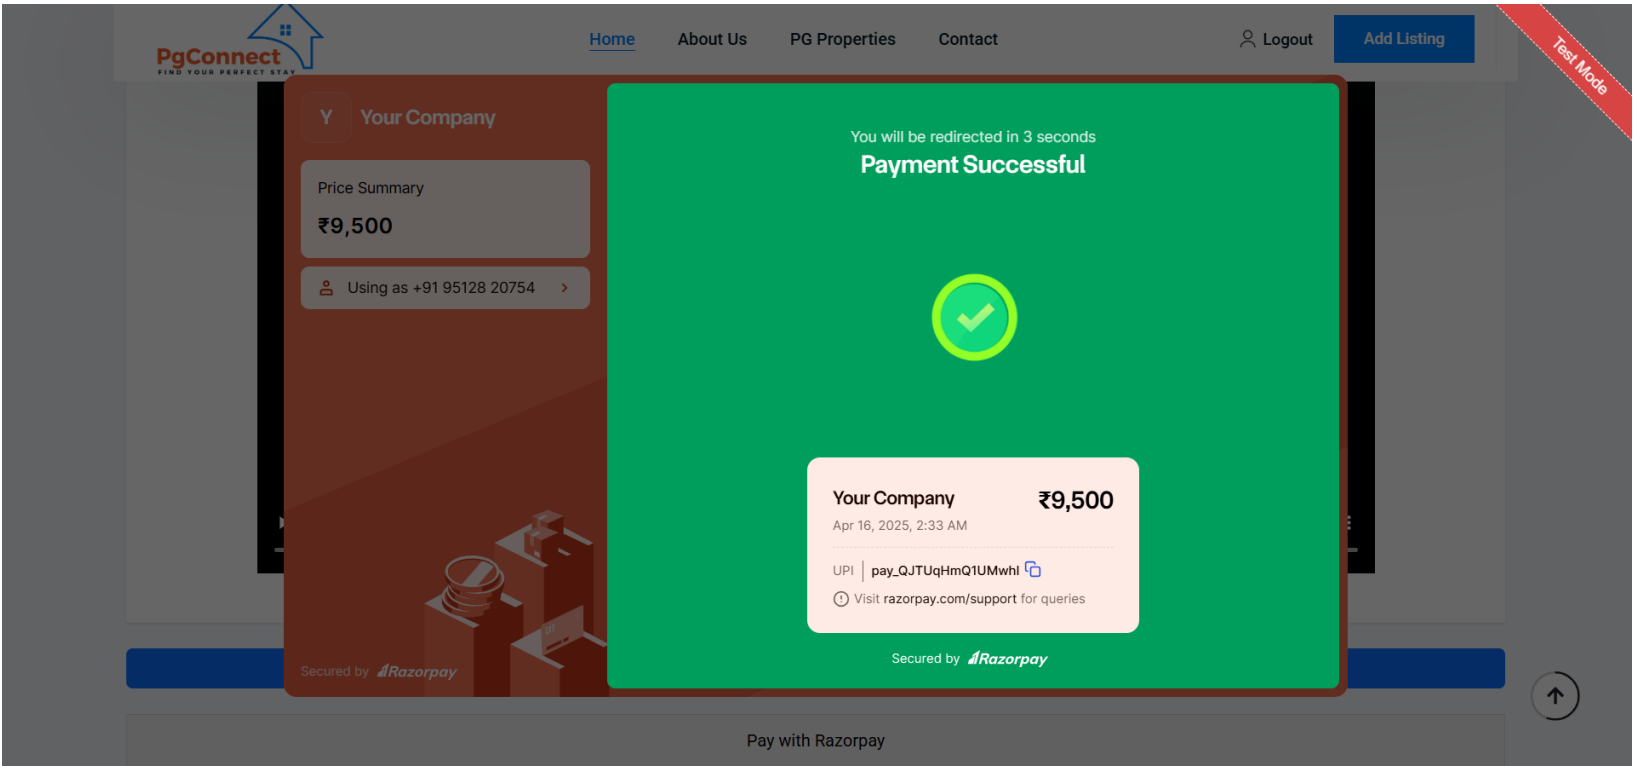 PgConnect
FIND YOUR PERFECT STAY
Home
About Us
PG Properties
Contact
Logout
Add Listing
Test Mode
Y
Your Company
Price Summary
₹9,500
Using as +91 95128 20754
Secured by Razorpay
You will be redirected in 3 seconds
Payment Successful
Your Company ₹9,500
Apr 16, 2025, 2:33 AM
UPI pay_QJTUqHmQ1UMwhI
Visit razorpay.com/support for queries
Secured by Razorpay
Pay with Razorpay